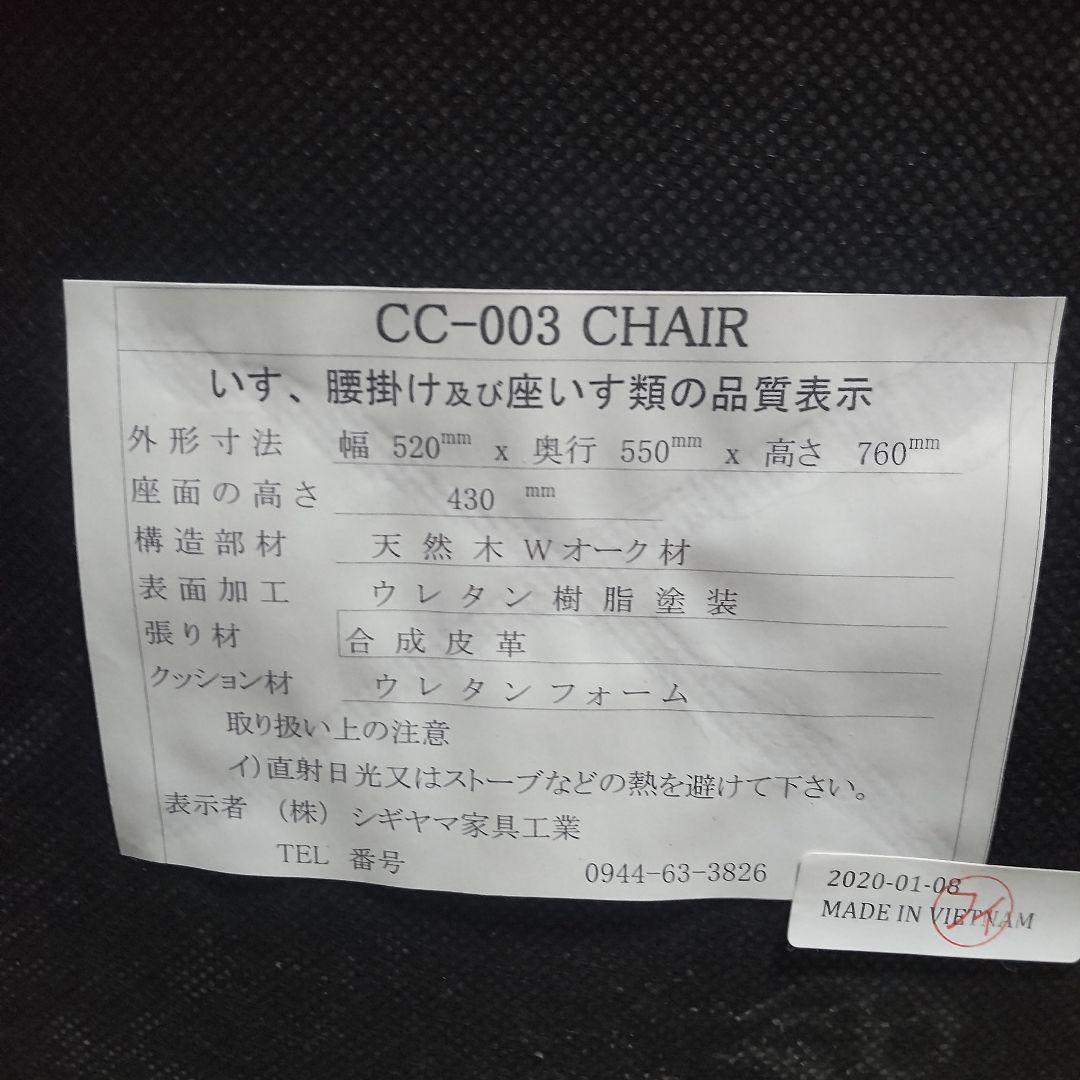 CC-003 CHAIR
いす、腰掛け及び座いす類の品質表示
外形寸法 幅 520mm x 奥行 550mm x 高さ 760mm
座面の高さ 430 mm
構造部材 天然木Wオーク材
表面加工 ウレタン樹脂塗装
張り材 合成皮革
クッション材 ウレタンフォーム
取り扱い上の注意
イ)直射日光又はストーブなどの熱を避けて下さい。
表示者 (株) シギヤマ家具工業
TEL 番号 0944-63-3826
2020-01-08
MADE IN VIETNAM